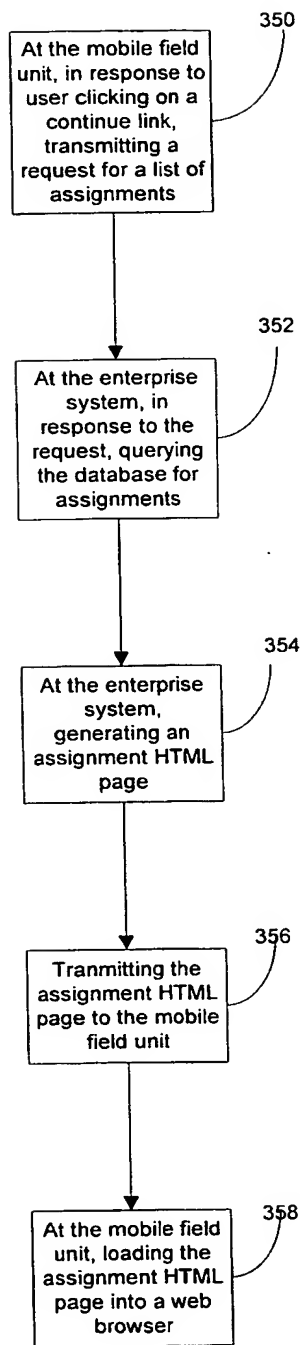 350
At the mobile field
unit, in response to
user clicking on a
continue link,
transmitting a
request for a list of
assignments
352
At the enterprise
system, in
response to the
request, querying
the database for
assignments
354
At the enterprise
system,
generating an
assignment HTML
page
356
Tranmitting the
assignment HTML
page to the mobile
field unit
358
At the mobile field
unit, loading the
assignment HTML
page into a web
browser